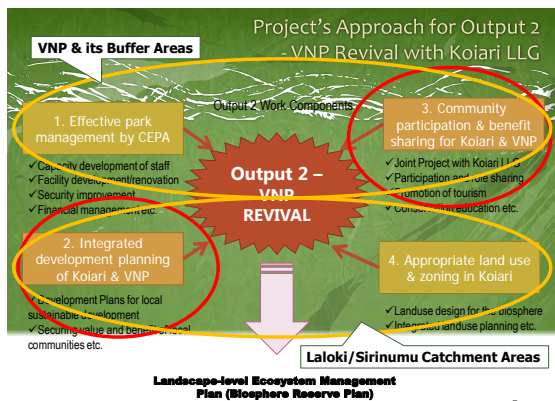 Project's Approach for Output 2
- VNP Revival with Koiari LLG
VNP & its Buffer Areas
Output 2 Work Components
1. Effective park
management by CEPA
✓Capacity development of staff
✓Facility development/renovation
✓Security improvement
✓Financial management etc.
3. Community
participation & benefit
sharing for Koiari & VNP
✓Joint Project with Koiari LLG
✓Participation and role sharing
✓Promotion of tourism
✓Conservation education etc.
Output 2 –
VNP
REVIVAL
2. Integrated
development planning
of Koiari & VNP
✓Development Plans for local
sustainable development
✓Securing value and benefit of local
communities etc.
4. Appropriate land use
& zoning in Koiari
✓Landuse design for the biosphere
✓Integrated landuse planning etc.
Laloki/Sirinumu Catchment Areas
Landscape-level Ecosystem Management
Plan (Biosphere Reserve Plan)